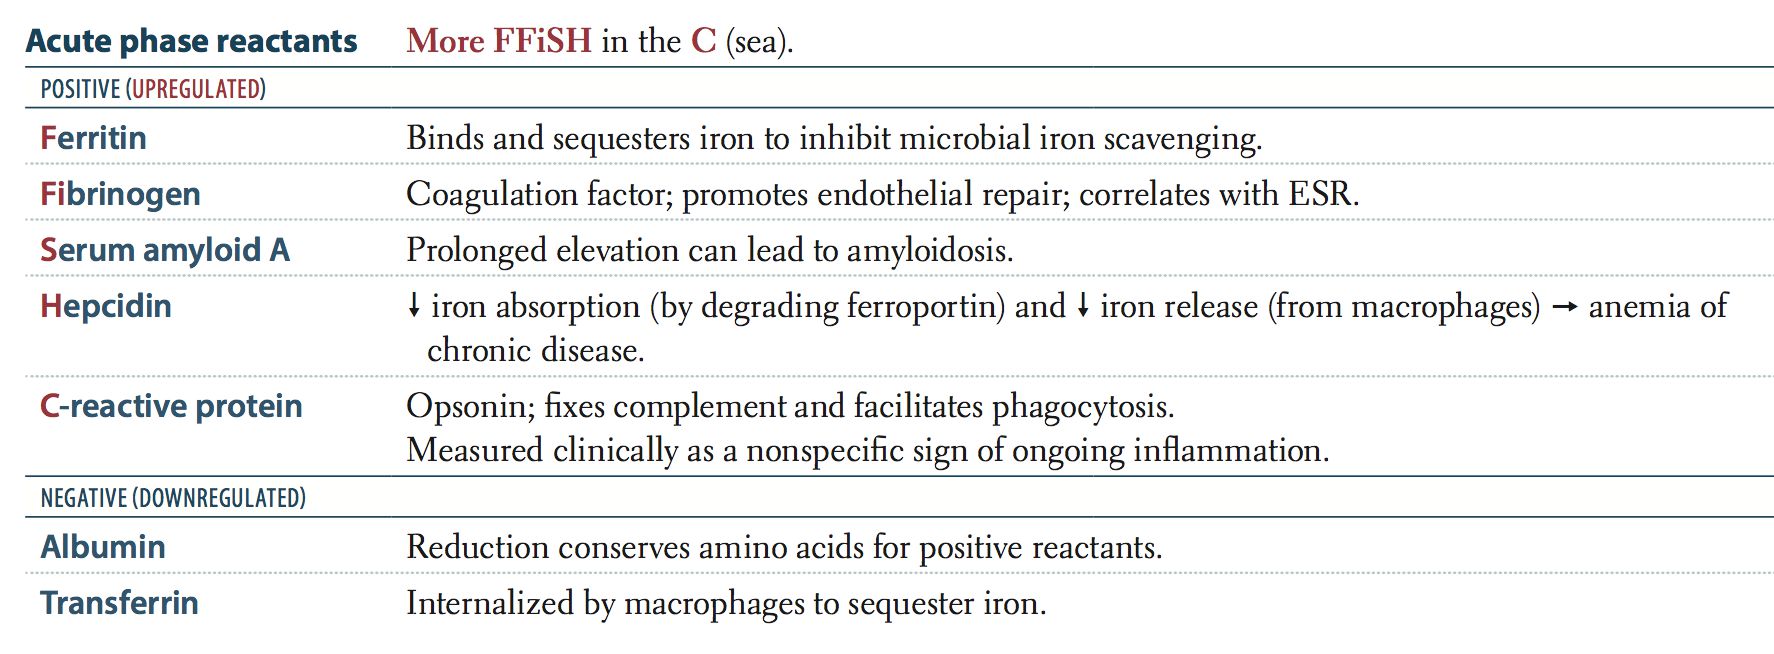 Acute phase reactants More FFiSH in the C (sea).
POSITIVE (UPREGULATED)
Ferritin Binds and sequesters iron to inhibit microbial iron scavenging.
Fibrinogen Coagulation factor; promotes endothelial repair; correlates with ESR.
Serum amyloid A Prolonged elevation can lead to amyloidosis.
Hepcidin ↓ iron absorption (by degrading ferroportin) and ↓ iron release (from macrophages) → anemia of
chronic disease.
C-reactive protein Opsonin; fixes complement and facilitates phagocytosis.
Measured clinically as a nonspecific sign of ongoing inflammation.
NEGATIVE (DOWNREGULATED)
Albumin Reduction conserves amino acids for positive reactants.
Transferrin Internalized by macrophages to sequester iron.